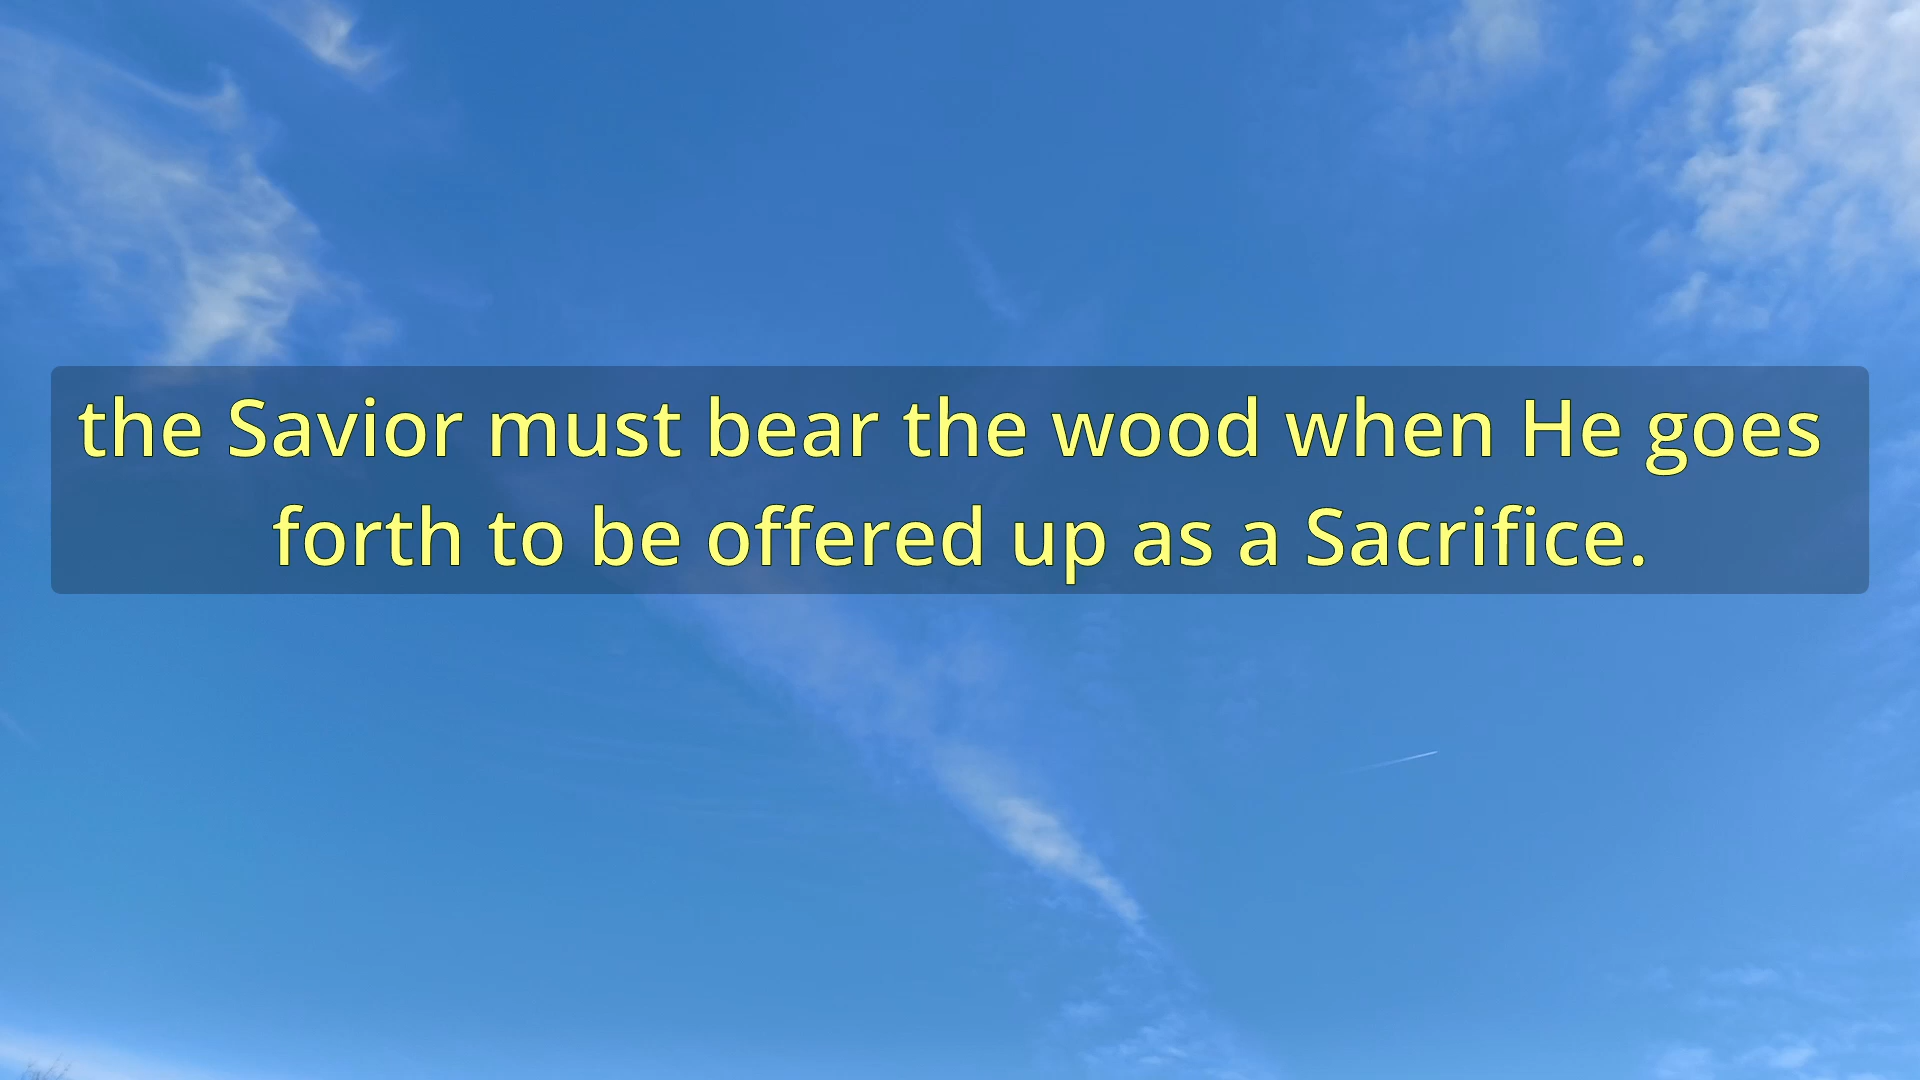 the Savior must bear the wood when He goes
forth to be offered up as a Sacrifice.